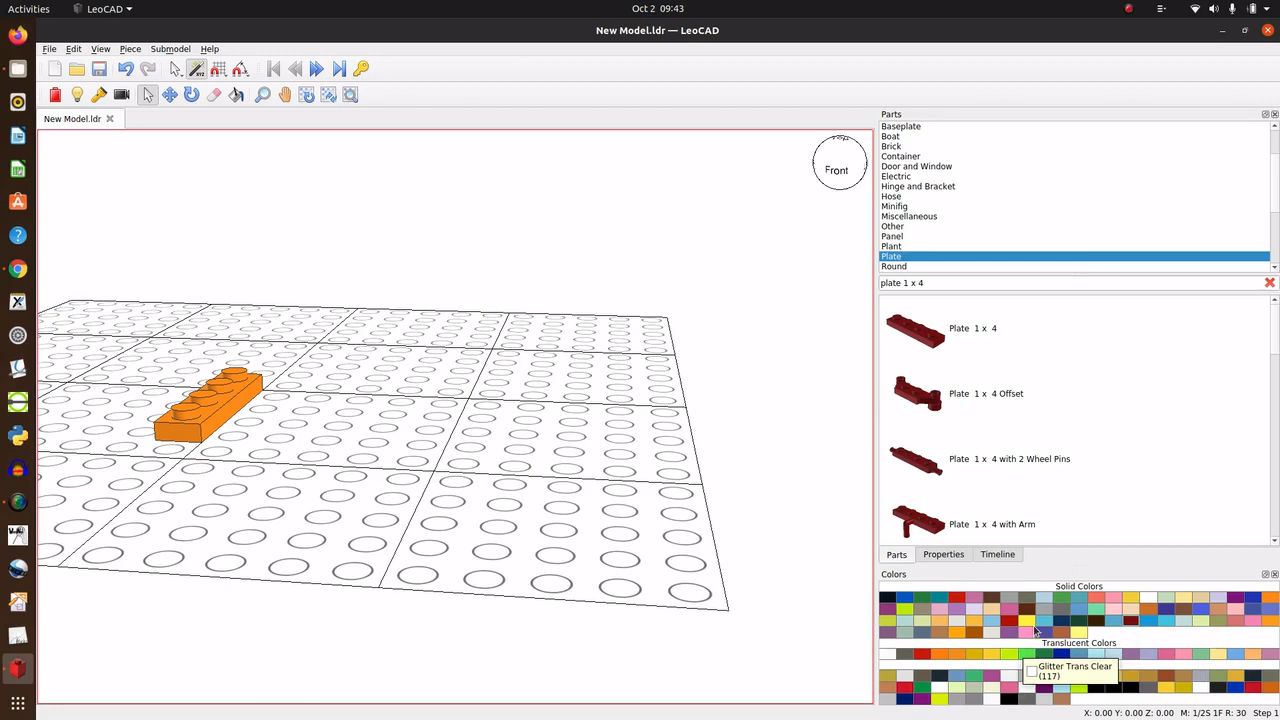 Activities
LeoCAD
Oct 2 09:43
New Model.ldr — LeoCAD
File Edit View Piece Submodel Help
New Model.ldr
Front
Parts
Baseplate
Boat
Brick
Container
Door and Window
Electric
Hinge and Bracket
Hose
Minifig
Miscellaneous
Other
Panel
Plant
Plate
Round
plate 1 x 4
Plate 1 x 4
Plate 1 x 4 Offset
Plate 1 x 4 with 2 Wheel Pins
Plate 1 x 4 with Arm
Parts Properties Timeline
Colors
Solid Colors
Translucent Colors
Glitter Trans Clear
(117)
X: 0.00 Y: 0.00 Z: 0.00 M: 1/2S 1F R: 30 Step 1